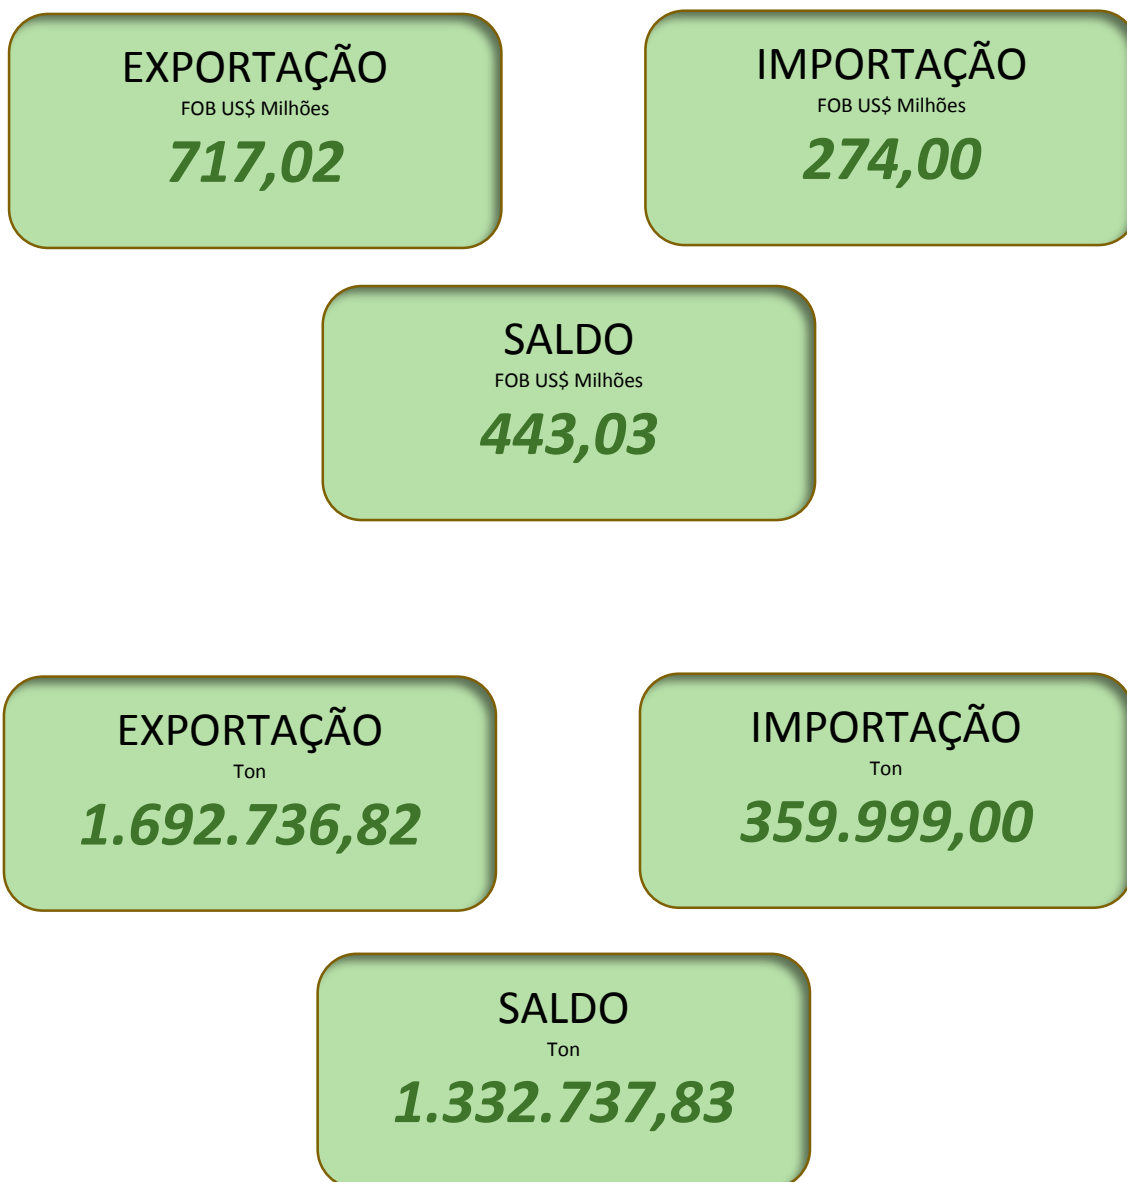 EXPORTAÇÃO
FOB US$ Milhões
717,02
IMPORTAÇÃO
FOB US$ Milhões
274,00
SALDO
FOB US$ Milhões
443,03
EXPORTAÇÃO
Ton
1.692.736,82
IMPORTAÇÃO
Ton
359.999,00
SALDO
Ton
1.332.737,83